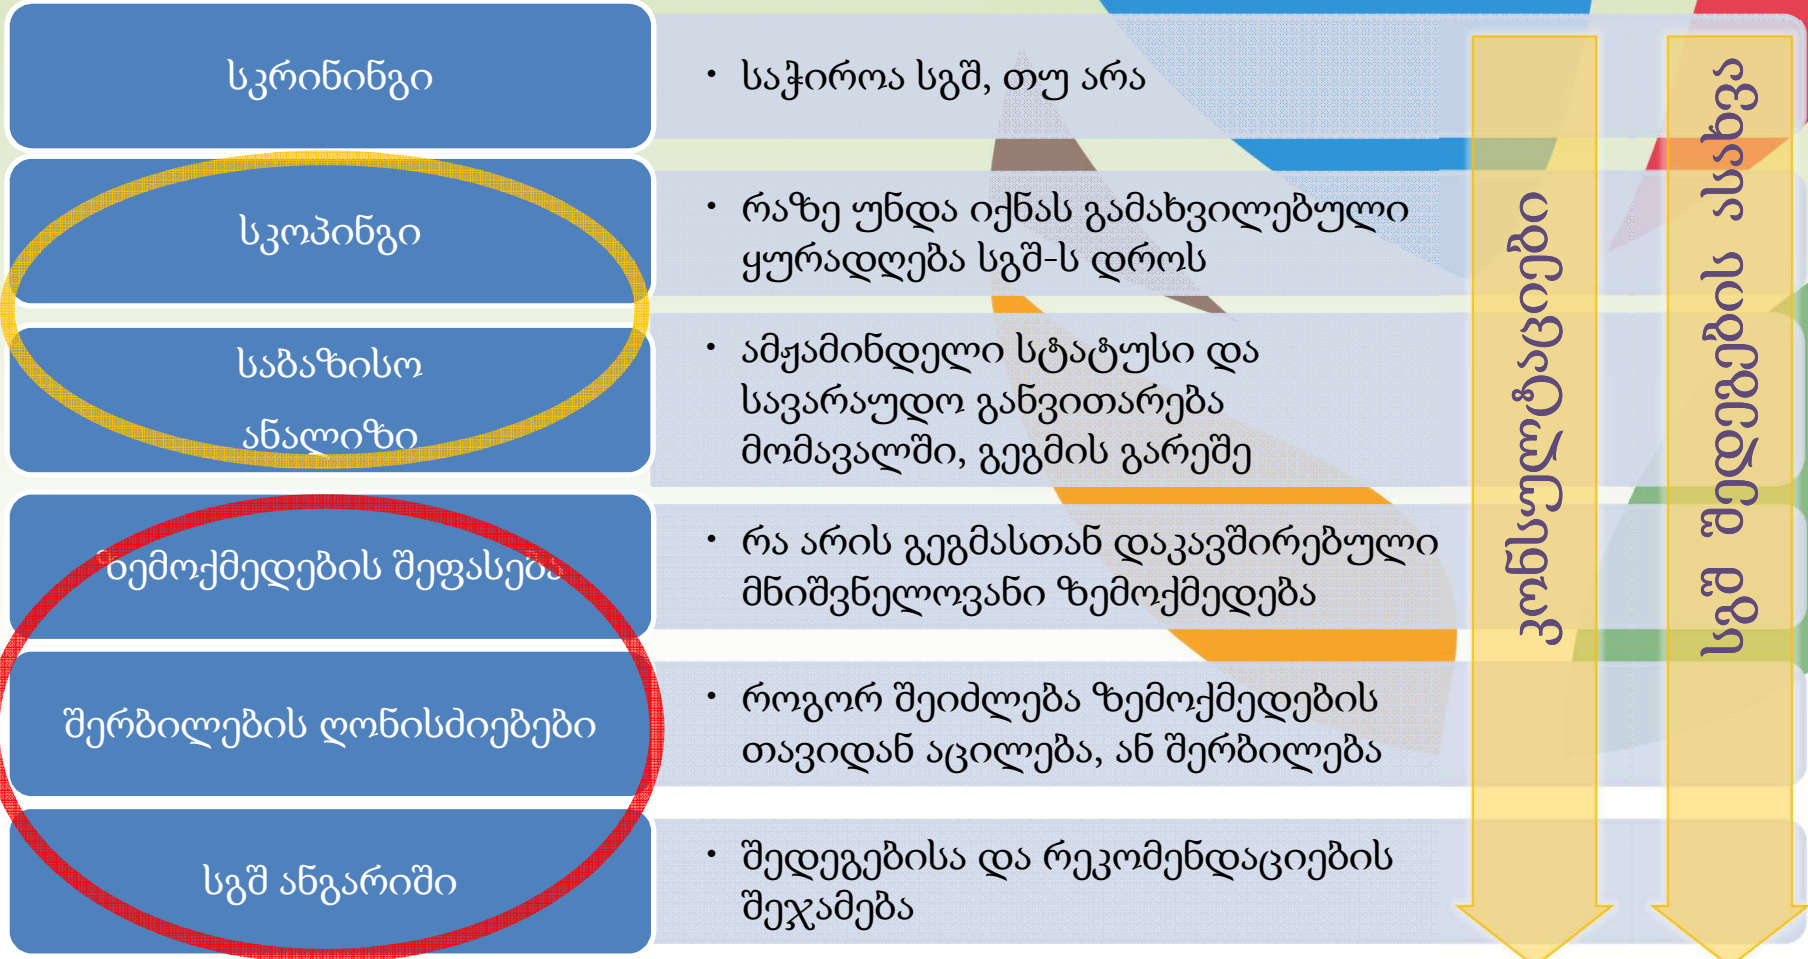 სკრინინგი
• საჭიროა სგშ, თუ არა
სკოპინგი
• რაზე უნდა იქნას გამახვილებული
ყურადღება სგშ-ს დროს
საბაზისო
ანალიზი
• ამჟამინდელი სტატუსი და
სავარაუდო განვითარება
მომავალში, გეგმის გარეშე
ზემოქმედების შეფასება
• რა არის გეგმასთან დაკავშირებული
მნიშვნელოვანი ზემოქმედება
შერბილების ღონისძიებები
• როგორ შეიძლება ზემოქმედების
თავიდან აცილება, ან შერბილება
სგშ ანგარიში
• შედეგებისა და რეკომენდაციების
შეჯამება
კონსულტაციები
სგშ შედეგების ასახვა